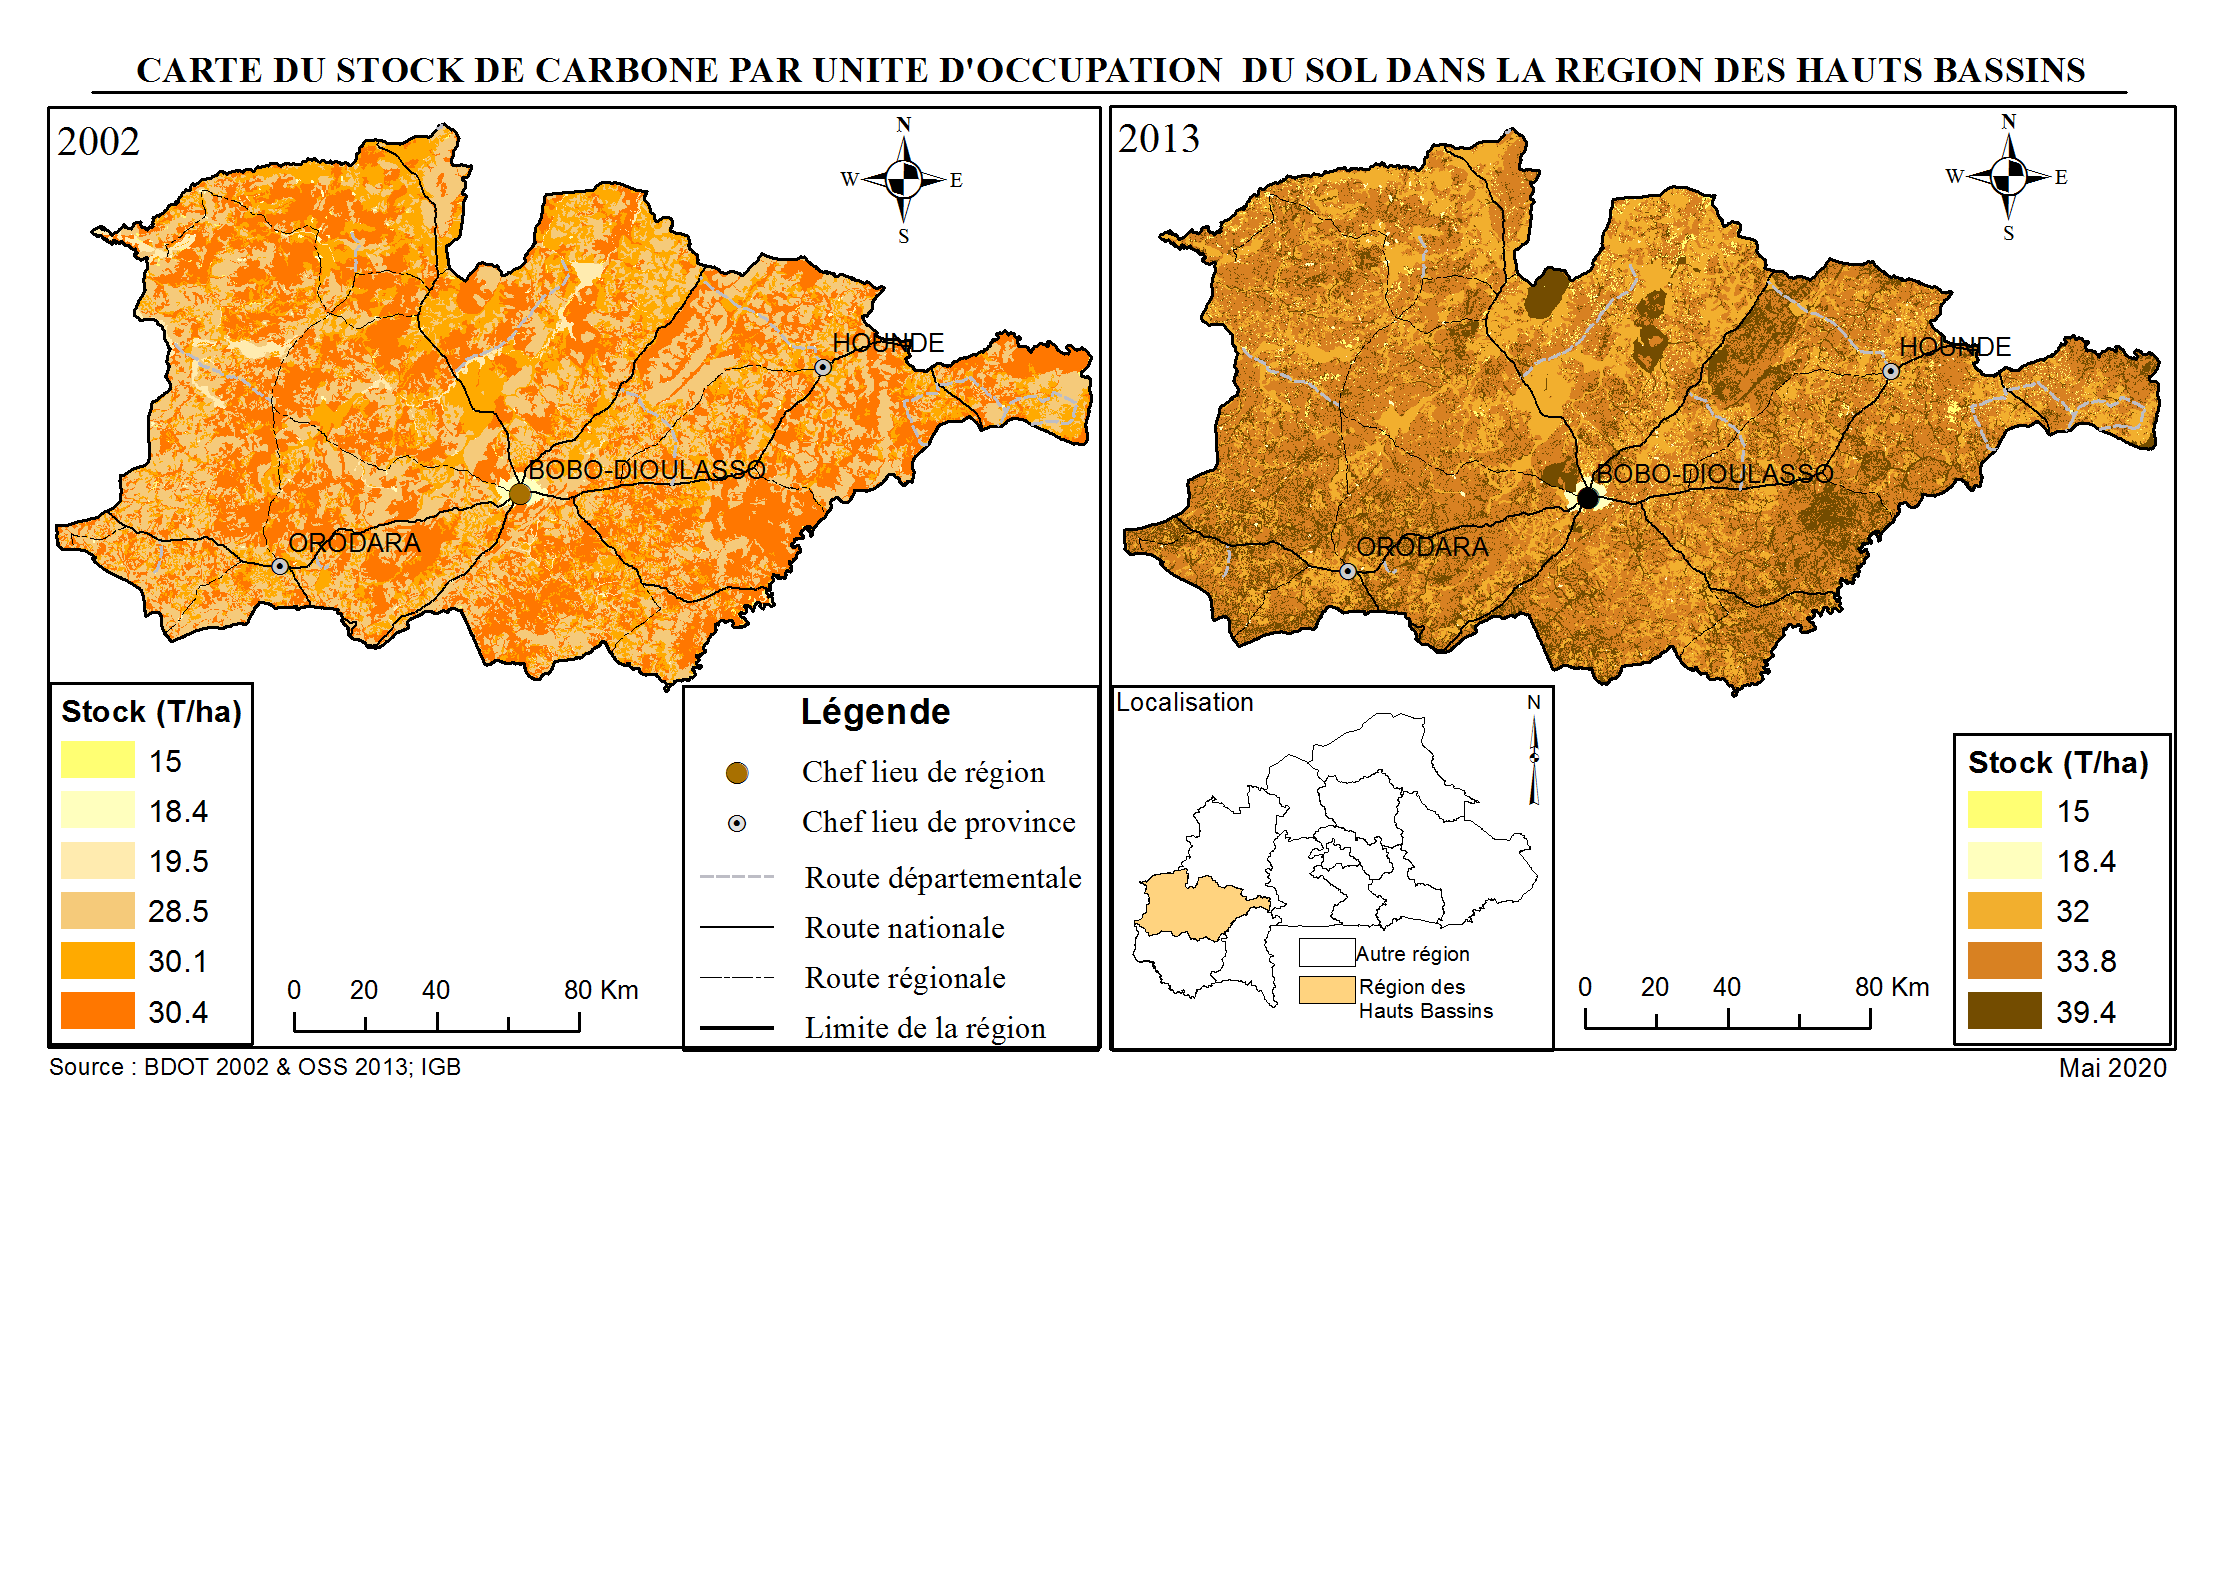 CARTE DU STOCK DE CARBONE PAR UNITE D'OCCUPATION DU SOL DANS LA REGION DES HAUTS BASSINS
2002
N
W
E
S
HOUNDE
BOBO-DIOULASSO
ORODARA
Stock (T/ha)
15
18.4
19.5
28.5
30.1
30.4
0 20 40 80 Km
Légende
Chef lieu de région
Chef lieu de province
Route départementale
Route nationale
Route régionale
Limite de la région
2013
N
W
E
S
HOUNDE
BOBO-DIOULASSO
ORODARA
Localisation
N
Autre région
Région des
Hauts Bassins
0 20 40 80 Km
Stock (T/ha)
15
18.4
32
33.8
39.4
Source : BDOT 2002 & OSS 2013; IGB
Mai 2020